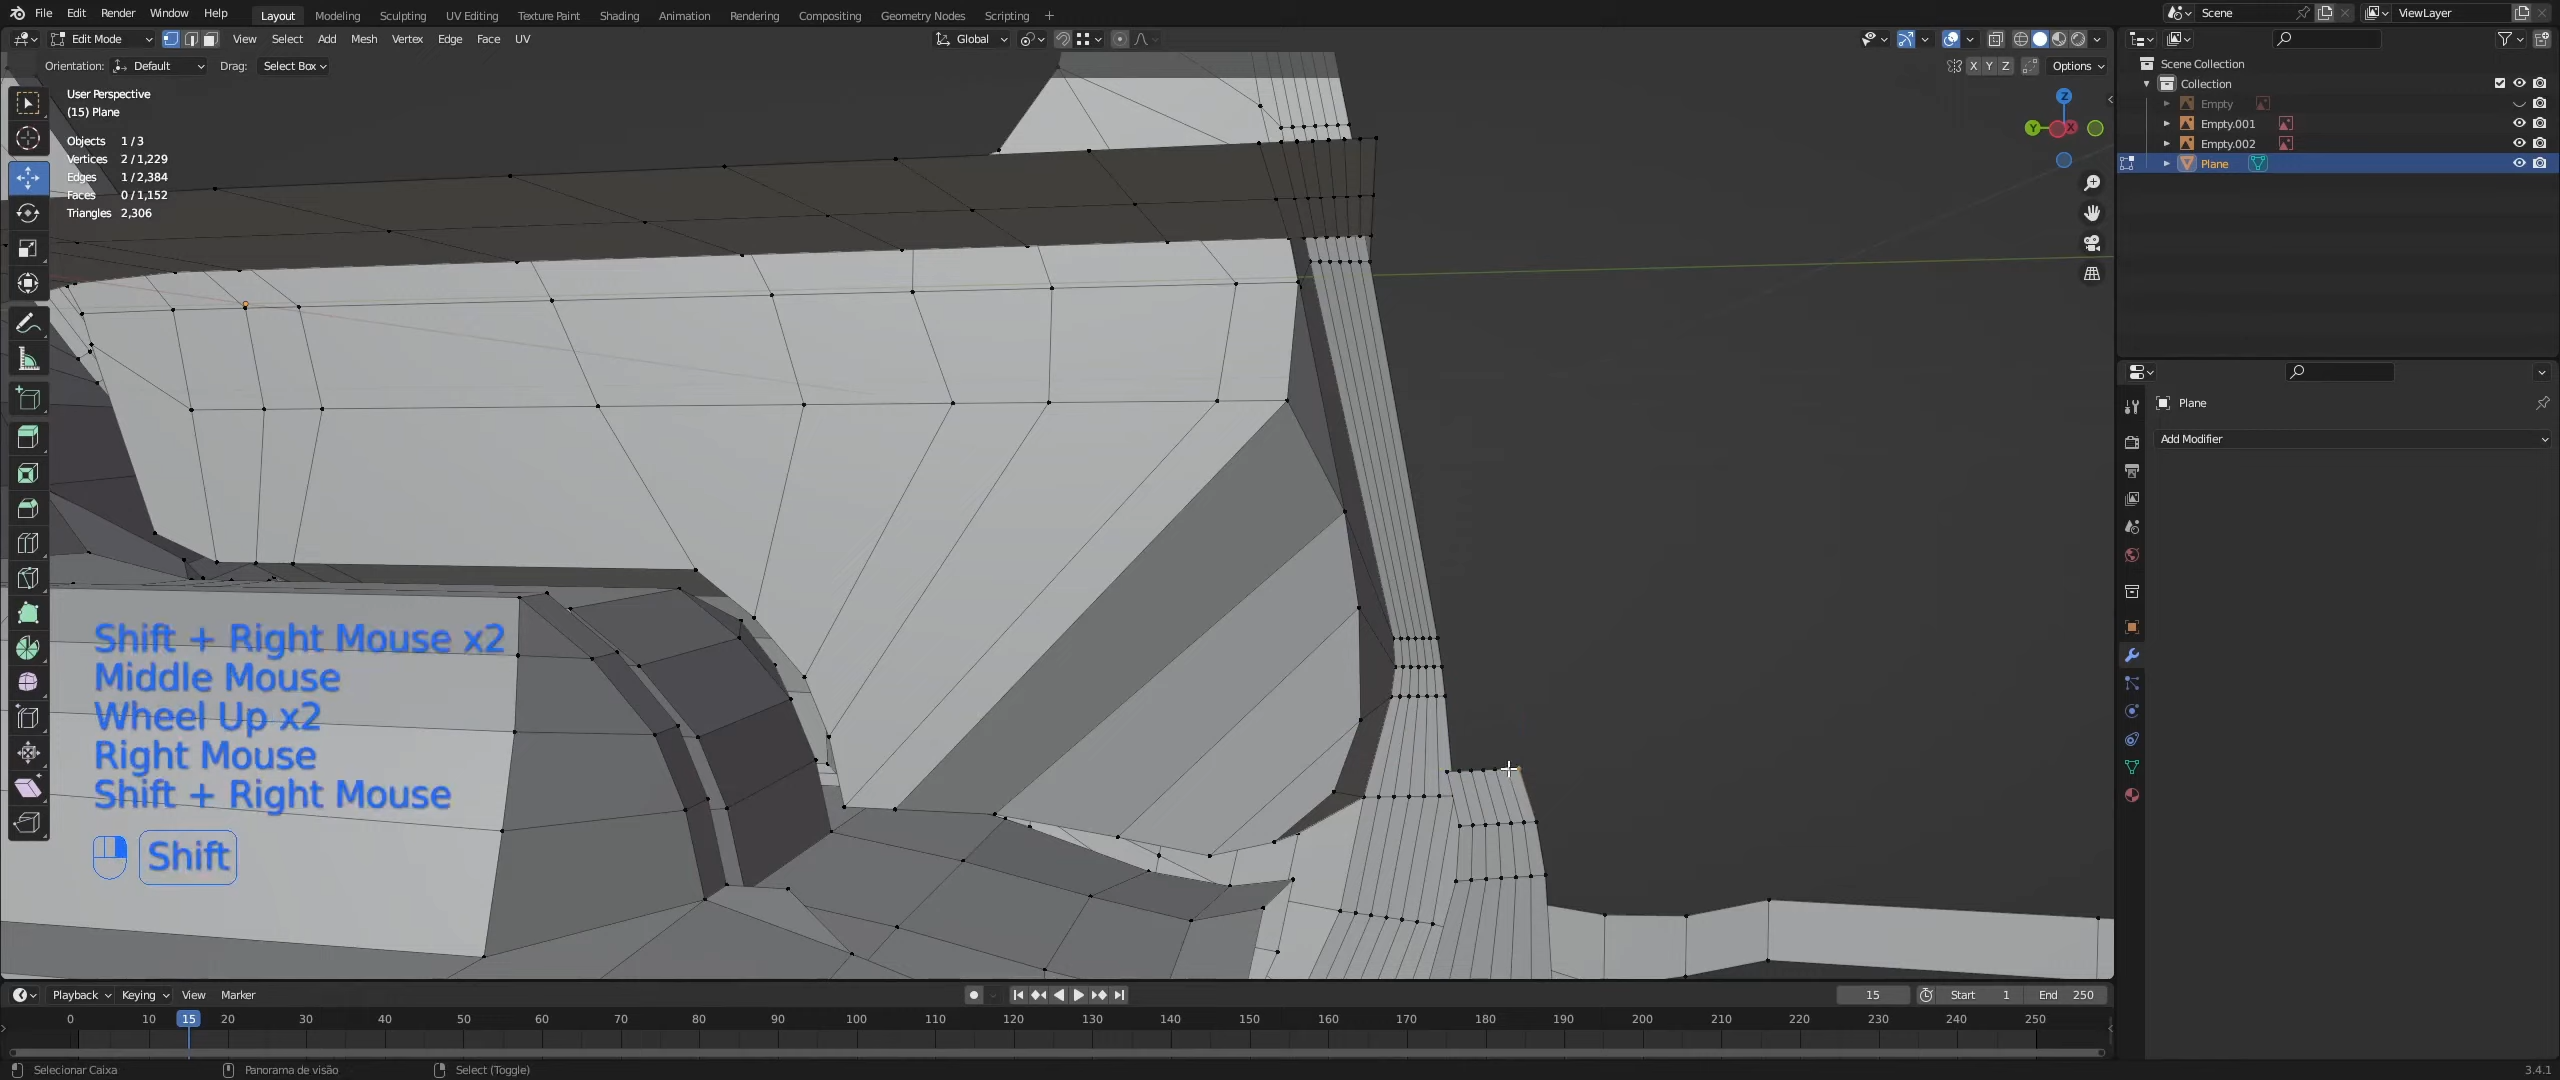 File Edit Render Window Help Layout Modeling Sculpting UV Editing Texture Paint Shading Animation Rendering Compositing Geometry Nodes Scripting + Scene ViewLayer
Edit Mode View Select Add Mesh Vertex Edge Face UV Global
Orientation: Default Drag: Select Box X Y Z Options
User Perspective
(15) Plane
Objects 1 / 3
Vertices 2 / 1,229
Edges 1 / 2,384
Faces 0 / 1,152
Triangles 2,306
Z
Y X
Shift + Right Mouse x2
Middle Mouse
Wheel Up x2
Right Mouse
Shift + Right Mouse
Shift
Scene Collection
Collection
Empty
Empty.001
Empty.002
Plane
Plane
Add Modifier
Playback Keying View Marker 15 Start 1 End 250
0 10 15 20 30 40 50 60 70 80 90 100 110 120 130 140 150 160 170 180 190 200 210 220 230 240 250
Selecionar Caixa Panorama de visão Select (Toggle) 3.4.1